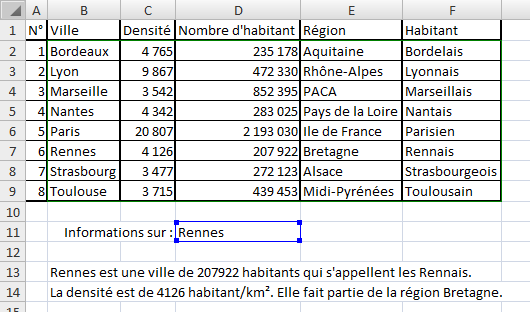 A B C D E F
1 N° Ville Densité Nombre d'habitant Région Habitant
2 1 Bordeaux 4 765 235 178 Aquitaine Bordelais
3 2 Lyon 9 867 472 330 Rhône-Alpes Lyonnais
4 3 Marseille 3 542 852 395 PACA Marseillais
5 4 Nantes 4 342 283 025 Pays de la Loire Nantais
6 5 Paris 20 807 2 193 030 Ile de France Parisien
7 6 Rennes 4 126 207 922 Bretagne Rennais
8 7 Strasbourg 3 477 272 123 Alsace Strasbourgeois
9 8 Toulouse 3 715 439 453 Midi-Pyrénées Toulousain
10
11 Informations sur : Rennes
12
13 Rennes est une ville de 207922 habitants qui s'appellent les Rennais.
14 La densité est de 4126 habitant/km². Elle fait partie de la région Bretagne.